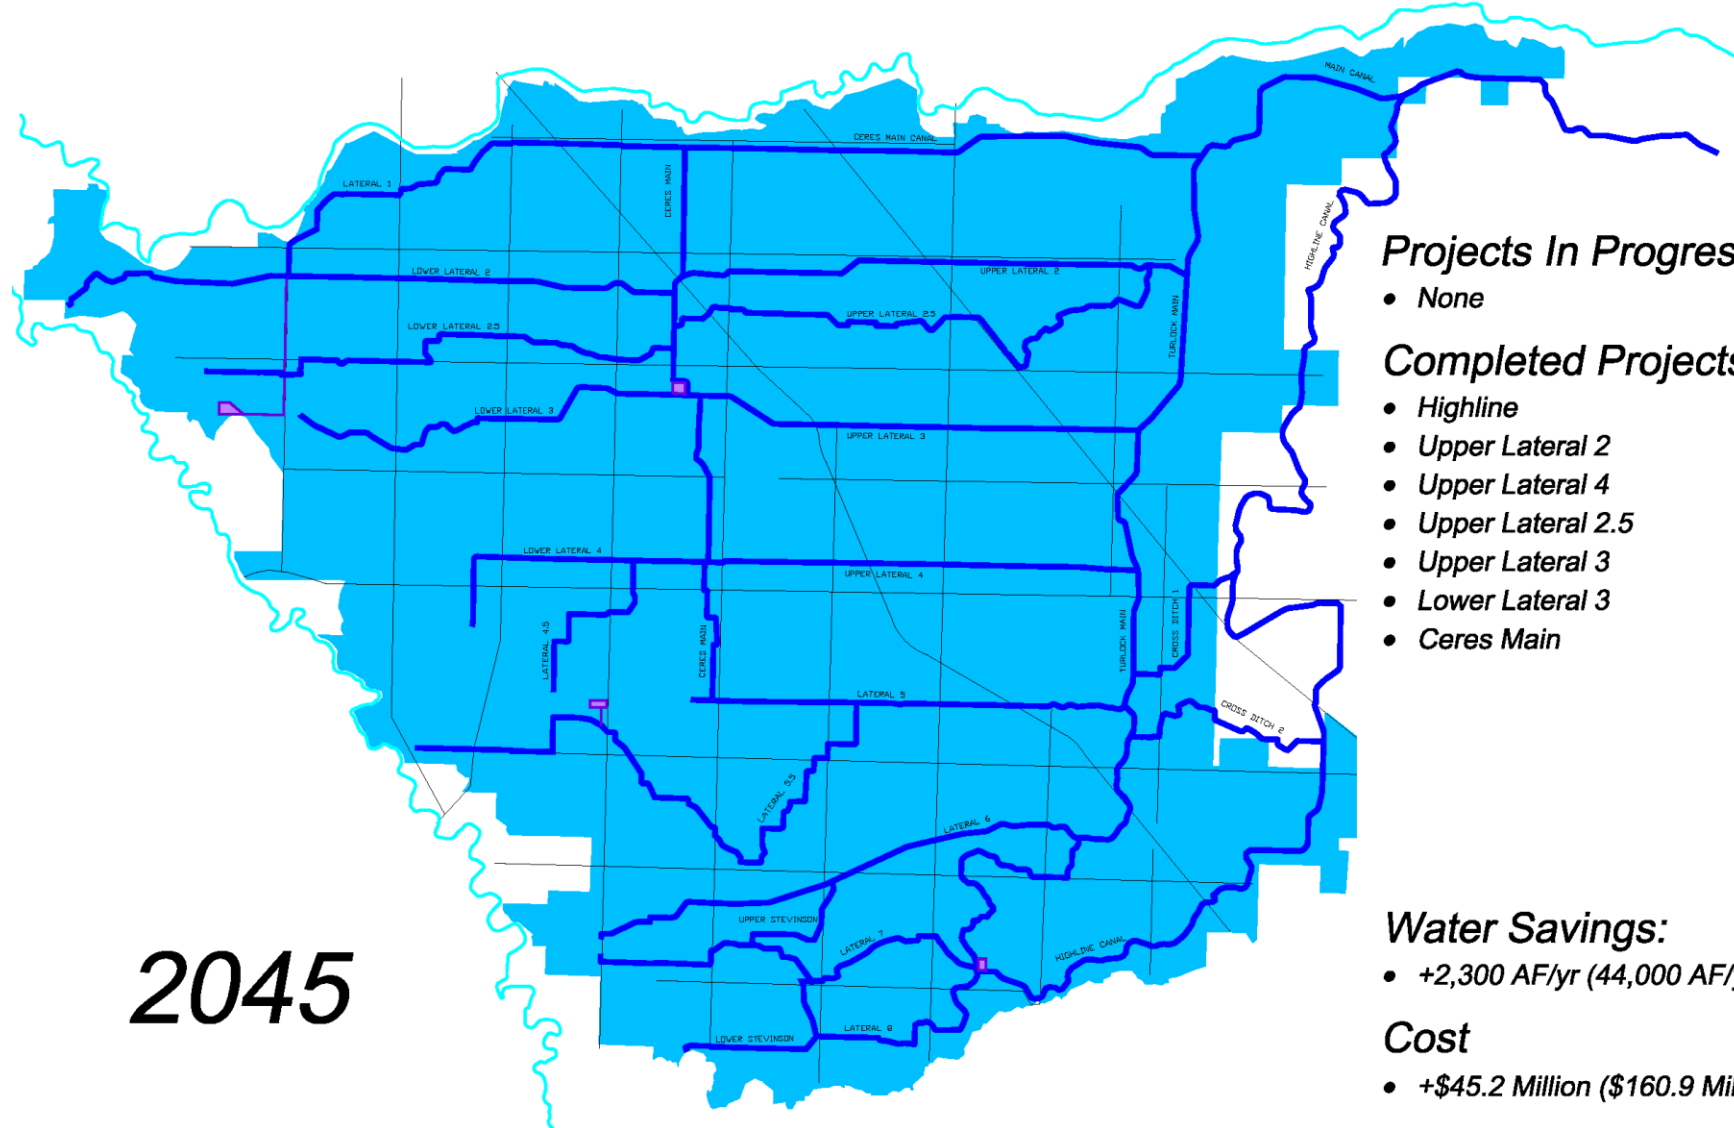 MAIN CANAL
CERES MAIN CANAL
LATERAL 1
CERES MAIN
HIGHLINE CANAL
LOWER LATERAL 2
UPPER LATERAL 2
UPPER LATERAL 2.5
LOWER LATERAL 2.5
TURLOCK MAIN
LOWER LATERAL 3
UPPER LATERAL 3
LOWER LATERAL 4
UPPER LATERAL 4
LATERAL 4.5
CERES MAIN
TURLOCK MAIN
CROSS DITCH 1
LATERAL 5
CROSS DITCH 2
LATERAL 5.5
LATERAL 6
UPPER STEVINSON
LATERAL 7
HIGHLINE CANAL
LATERAL 8
LOWER STEVINSON
2045
Projects In Progres
• None
Completed Projects
• Highline
• Upper Lateral 2
• Upper Lateral 4
• Upper Lateral 2.5
• Upper Lateral 3
• Lower Lateral 3
• Ceres Main
Water Savings:
• +2,300 AF/yr (44,000 AF/
Cost
• +$45.2 Million ($160.9 Mil